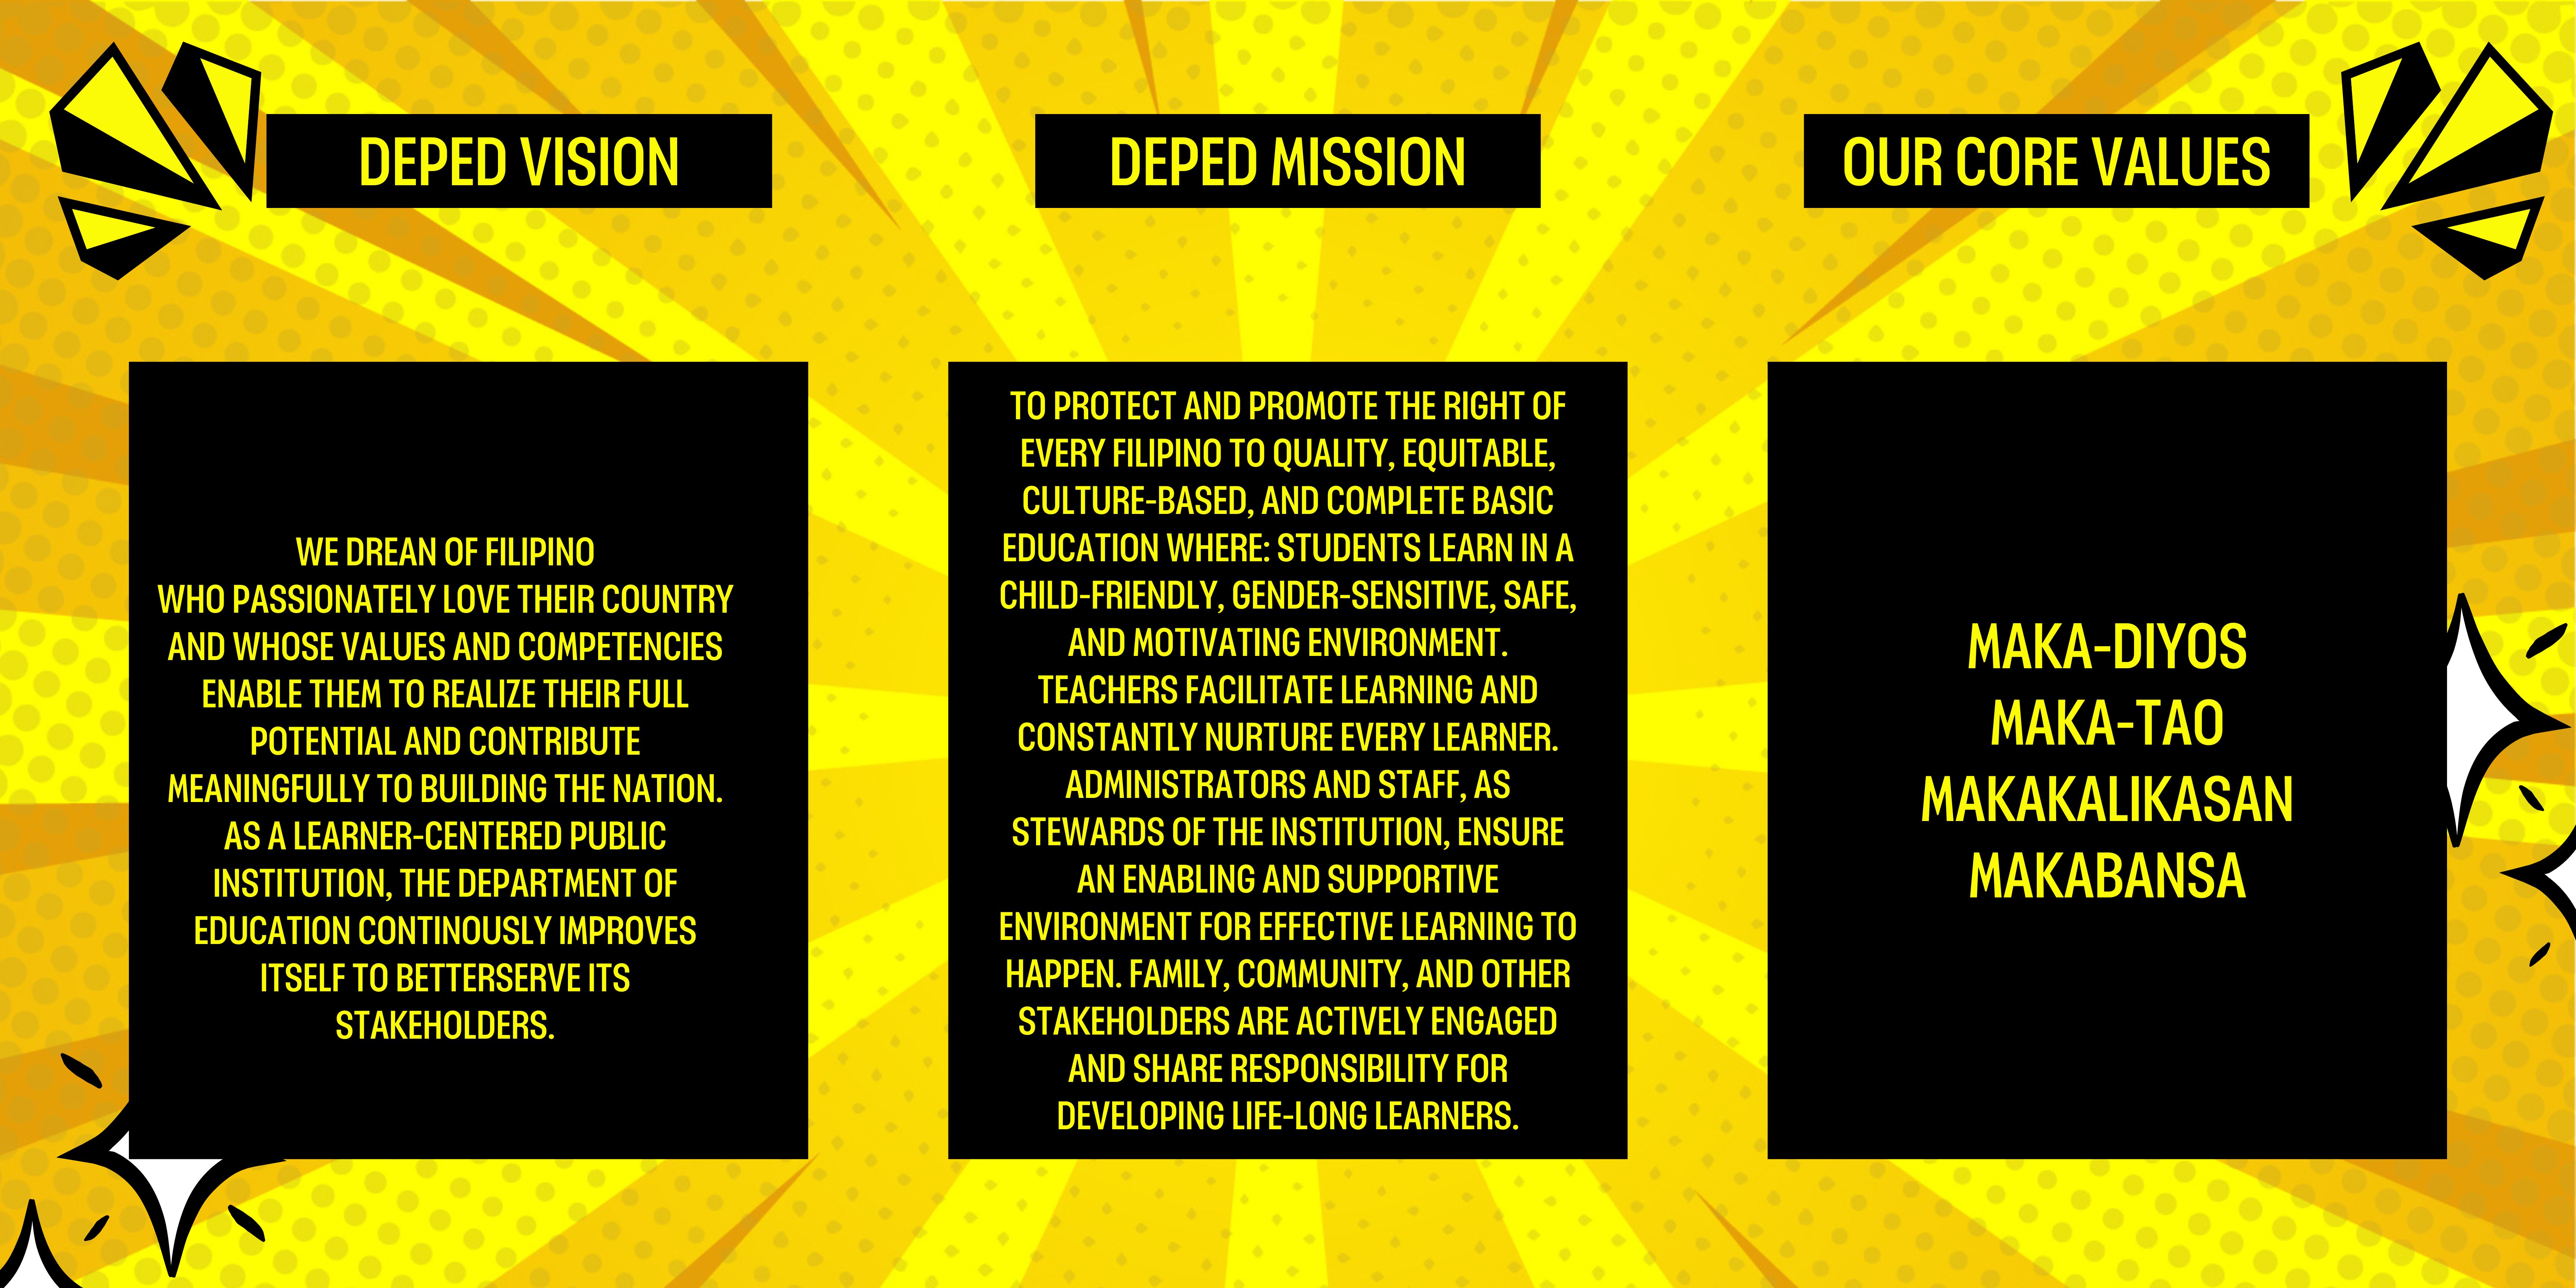 DEPED VISION
WE DREAN OF FILIPINO
WHO PASSIONATELY LOVE THEIR COUNTRY
AND WHOSE VALUES AND COMPETENCIES
ENABLE THEM TO REALIZE THEIR FULL
POTENTIAL AND CONTRIBUTE
MEANINGFULLY TO BUILDING THE NATION.
AS A LEARNER-CENTERED PUBLIC
INSTITUTION, THE DEPARTMENT OF
EDUCATION CONTINOUSLY IMPROVES
ITSELF TO BETTERSERVE ITS
STAKEHOLDERS.
DEPED MISSION
TO PROTECT AND PROMOTE THE RIGHT OF
EVERY FILIPINO TO QUALITY, EQUITABLE,
CULTURE-BASED, AND COMPLETE BASIC
EDUCATION WHERE: STUDENTS LEARN IN A
CHILD-FRIENDLY, GENDER-SENSITIVE, SAFE,
AND MOTIVATING ENVIRONMENT.
TEACHERS FACILITATE LEARNING AND
CONSTANTLY NURTURE EVERY LEARNER.
ADMINISTRATORS AND STAFF, AS
STEWARDS OF THE INSTITUTION, ENSURE
AN ENABLING AND SUPPORTIVE
ENVIRONMENT FOR EFFECTIVE LEARNING TO
HAPPEN. FAMILY, COMMUNITY, AND OTHER
STAKEHOLDERS ARE ACTIVELY ENGAGED
AND SHARE RESPONSIBILITY FOR
DEVELOPING LIFE-LONG LEARNERS.
OUR CORE VALUES
MAKA-DIYOS
MAKA-TAO
MAKAKALIKASAN
MAKABANSA